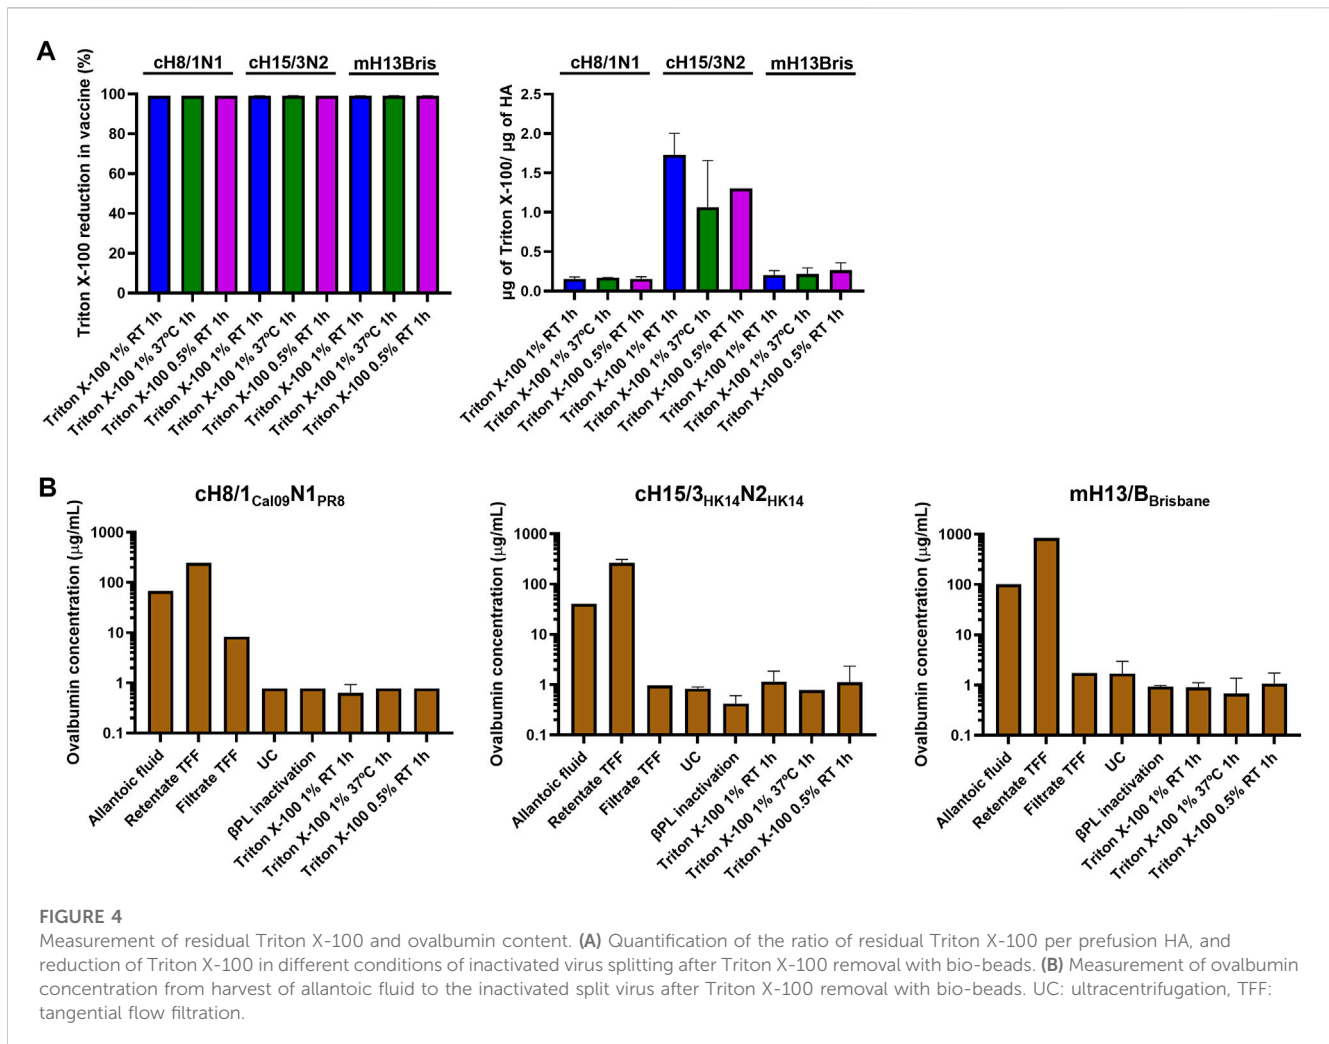 A
cH8/1N1 cH15/3N2 mH13Bris
Triton X-100 reduction in vaccine (%)
100
80
60
40
20
0
Triton X-100 1% RT 1h
Triton X-100 1% 37ºC 1h
Triton X-100 0.5% RT 1h
Triton X-100 1% RT 1h
Triton X-100 1% 37ºC 1h
Triton X-100 0.5% RT 1h
Triton X-100 1% RT 1h
Triton X-100 1% 37ºC 1h
Triton X-100 0.5% RT 1h
cH8/1N1 cH15/3N2 mH13Bris
µg of Triton X-100/ µg of HA
2.5
2.0
1.5
1.0
0.5
0.0
Triton X-100 1% RT 1h
Triton X-100 1% 37ºC 1h
Triton X-100 0.5% RT 1h
Triton X-100 1% RT 1h
Triton X-100 1% 37ºC 1h
Triton X-100 0.5% RT 1h
Triton X-100 1% RT 1h
Triton X-100 1% 37ºC 1h
Triton X-100 0.5% RT 1h
B
cH8/1Cal09N1PR8
Ovalbumin concentration (µg/mL)
1000
100
10
1
0.1
Allantoic fluid
Retentate TFF
Filtrate TFF
UC
βPL inactivation
Triton X-100 1% RT 1h
Triton X-100 1% 37ºC 1h
Triton X-100 0.5% RT 1h
cH15/3HK14N2HK14
Ovalbumin concentration (µg/mL)
1000
100
10
1
0.1
Allantoic fluid
Retentate TFF
Filtrate TFF
UC
βPL inactivation
Triton X-100 1% RT 1h
Triton X-100 1% 37ºC 1h
Triton X-100 0.5% RT 1h
mH13/BBrisbane
Ovalbumin concentration (µg/mL)
1000
100
10
1
0.1
Allantoic fluid
Retentate TFF
Filtrate TFF
UC
βPL inactivation
Triton X-100 1% RT 1h
Triton X-100 1% 37ºC 1h
Triton X-100 0.5% RT 1h
FIGURE 4
Measurement of residual Triton X-100 and ovalbumin content. (A) Quantification of the ratio of residual Triton X-100 per prefusion HA, and
reduction of Triton X-100 in different conditions of inactivated virus splitting after Triton X-100 removal with bio-beads. (B) Measurement of ovalbumin
concentration from harvest of allantoic fluid to the inactivated split virus after Triton X-100 removal with bio-beads. UC: ultracentrifugation, TFF:
tangential flow filtration.